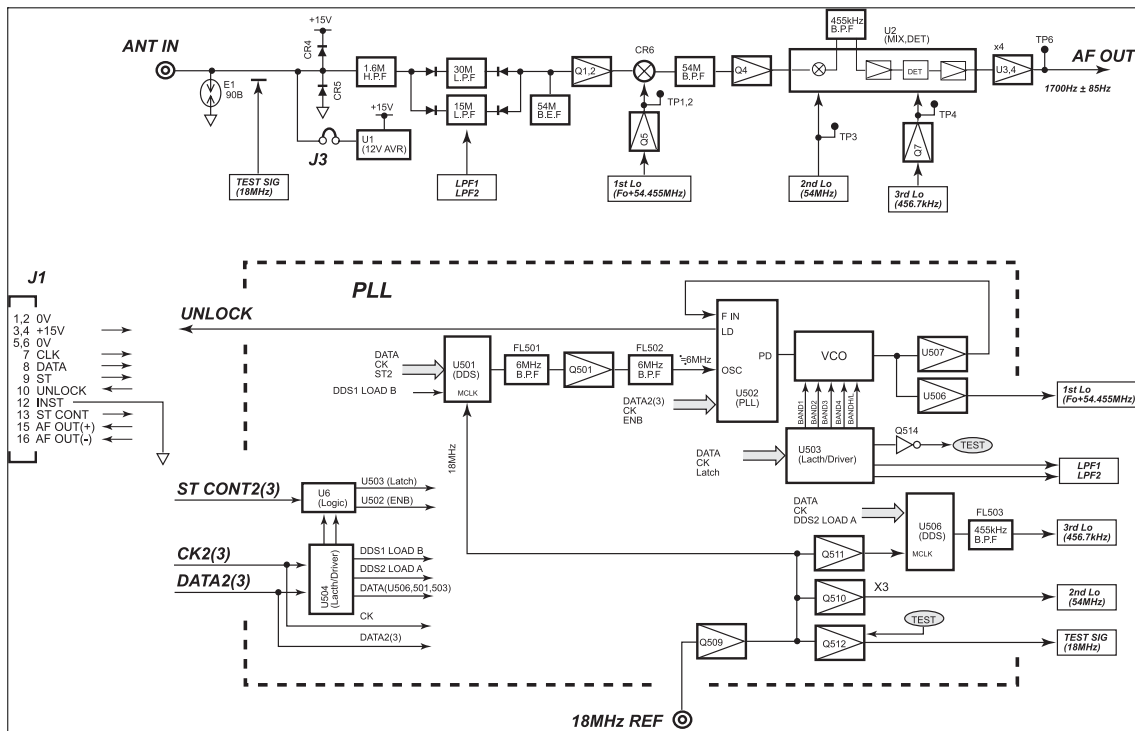 ANT IN
+15V
CR4
CR5
E1
90B
TEST SIG
(18MHz)
J3
+15V
U1
(12V AVR)
1.6M
H.P.F
30M
L.P.F
15M
L.P.F
LPF1
LPF2
54M
B.E.F
Q1,2
CR6
TP1,2
Q5
1st Lo
(Fo+54.455MHz)
54M
B.P.F
Q4
455kHz
B.P.F
U2
(MIX,DET)
DET
TP3
2nd Lo
(54MHz)
TP4
Q7
3rd Lo
(456.7kHz)
x4
U3,4
TP6
AF OUT
1700Hz ± 85Hz
J1
1,2 0V
3,4 +15V
5,6 0V
7 CLK
8 DATA
9 ST
10 UNLOCK
12 INST
13 ST CONT
15 AF OUT(+)
16 AF OUT(-)
PLL
UNLOCK
DATA
CK
ST2
DDS1 LOAD B
U501
(DDS)
MCLK
18MHz
FL501
6MHz
B.P.F
Q501
FL502
6MHz
B.P.F
≒6MHz
F IN
LD
PD
OSC
U502
(PLL)
DATA2(3)
CK
ENB
VCO
BAND1
BAND2
BAND3
BAND4
BANDH/L
U507
U506
1st Lo
(Fo+54.455MHz)
DATA
CK
Latch
U503
(Lacth/Driver)
Q514
TEST
LPF1
LPF2
ST CONT2(3)
U6
(Logic)
U503 (Latch)
U502 (ENB)
CK2(3)
DATA2(3)
U504
(Lacth/Driver)
DDS1 LOAD B
DDS2 LOAD A
DATA(U506,501,503)
CK
DATA2(3)
DATA
CK
DDS2 LOAD A
U506
(DDS)
MCLK
FL503
455kHz
B.P.F
3rd Lo
(456.7kHz)
Q511
Q510
X3
2nd Lo
(54MHz)
TEST
Q509
Q512
TEST SIG
(18MHz)
18MHz REF